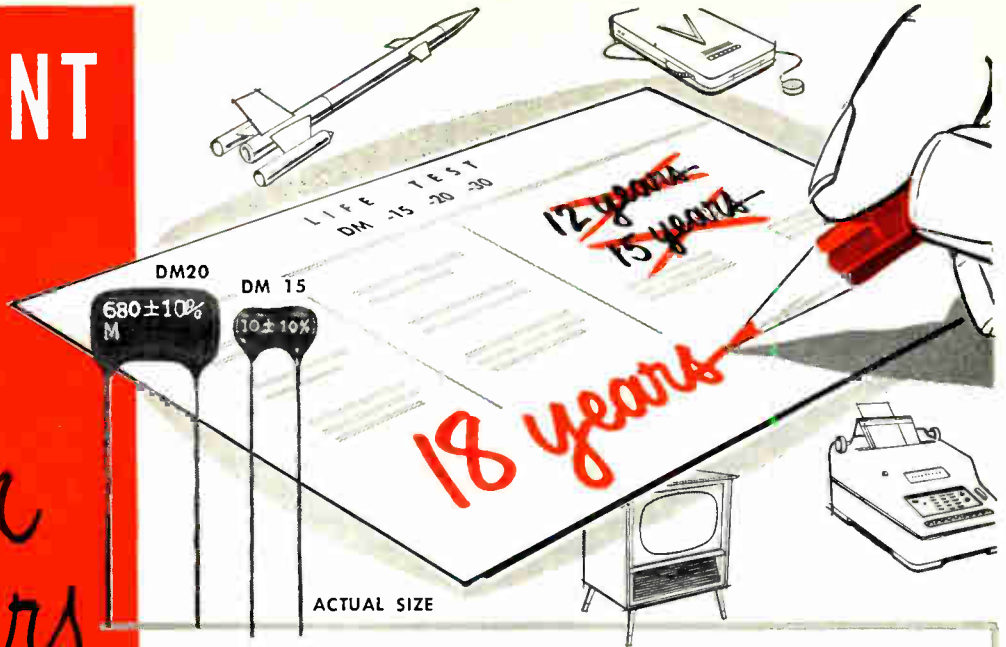 NT
LIFE TEST
DM -15 -20 -30
12 years
15 years
DM20
680±10%
M
DM 15
10±10%
18 years
rs
ACTUAL SIZE